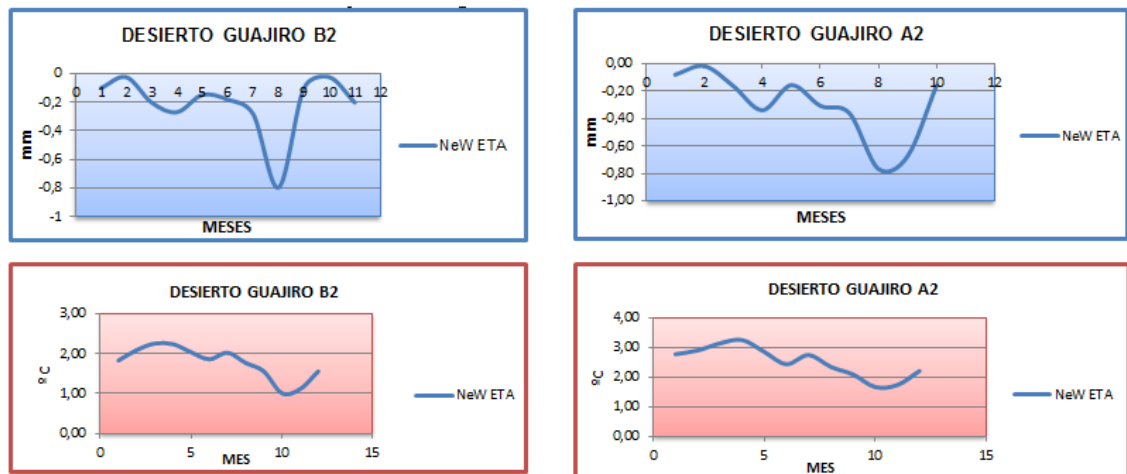 DESIERTO GUAJIRO B2
0
0 1 2 3 4 5 6 7 8 9 10 11 12
-0,2
-0,4
-0,6
-0,8
-1
mm
NeW ETA
MESES
DESIERTO GUAJIRO A2
0,00
0 2 4 6 8 10 12
-0,20
-0,40
-0,60
-0,80
-1,00
mm
NeW ETA
MESES
DESIERTO GUAJIRO B2
3,00
2,00
1,00
0,00
ºC
0 5 10 15
NeW ETA
MES
DESIERTO GUAJIRO A2
4,00
3,00
2,00
1,00
0,00
ºC
0 5 10 15
NeW ETA
MES